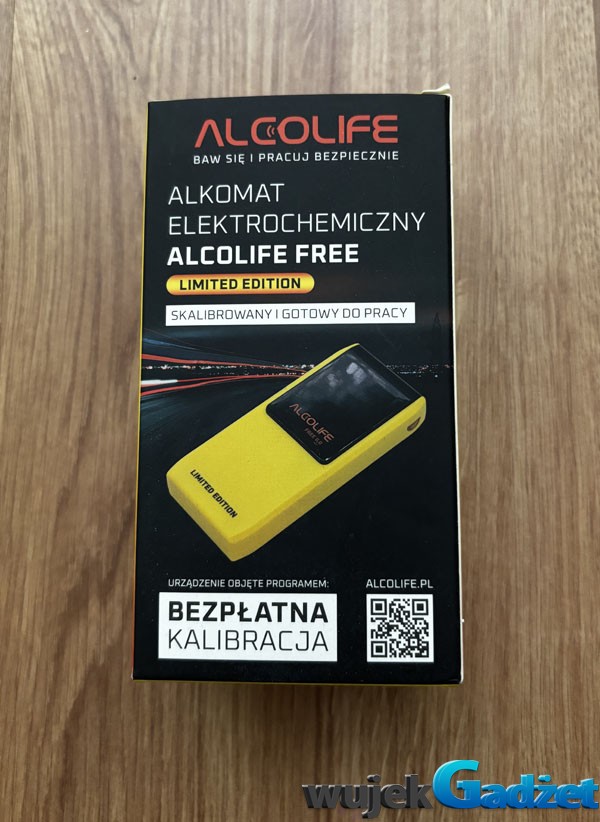 ALCOLIFE
BAW SIĘ I PRACUJ BEZPIECZNIE
ALKOMAT
ELEKTROCHEMICZNY
ALCOLIFE FREE
LIMITED EDITION
SKALIBROWANY I GOTOWY DO PRACY
ALCOLIFE
LIMITED EDITION
URZĄDZENIE OBJĘTE PROGRAMEM:
BEZPŁATNA
KALIBRACJA
ALCOLIFE.PL
wujekGadżet